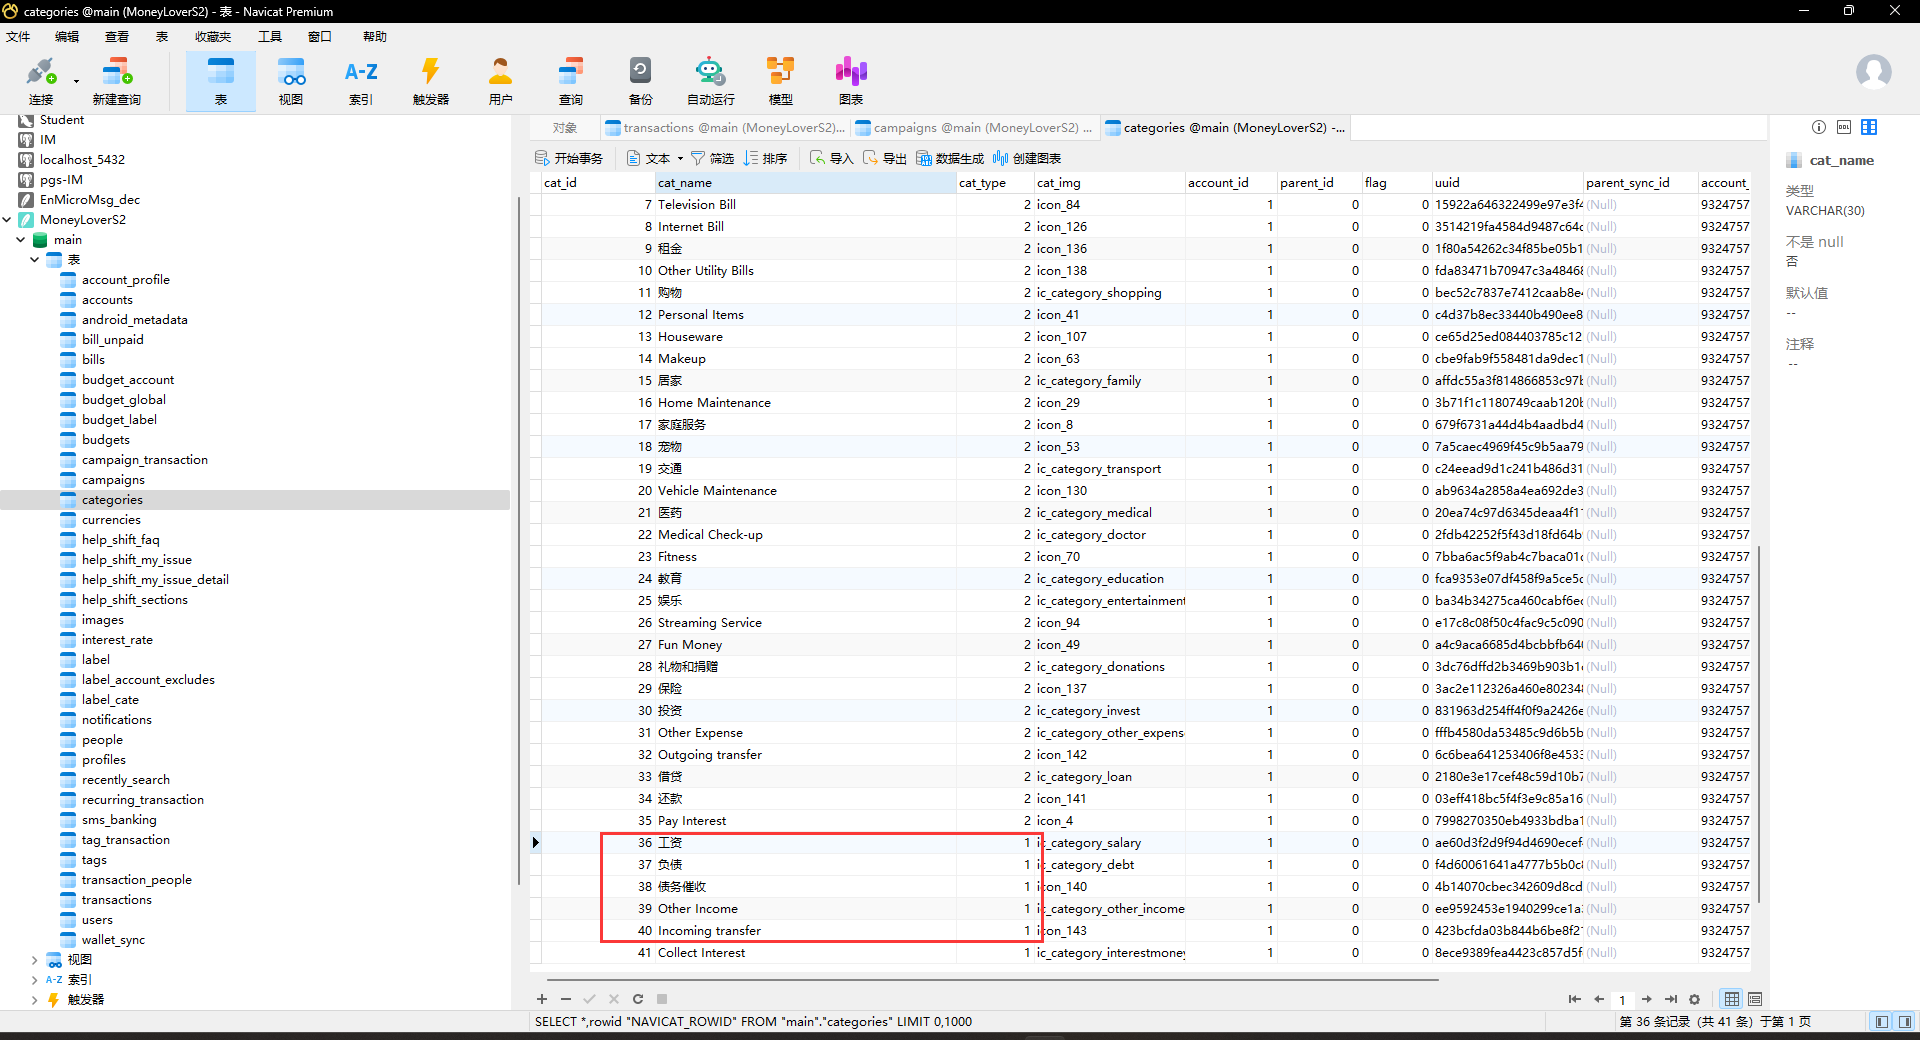 categories @main (MoneyLoverS2) - 表 - Navicat Premium
文件 编辑 查看 表 收藏夹 工具 窗口 帮助
连接 新建查询 表 视图 A-Z 索引 触发器 用户 查询 备份 自动运行 模型 图表
Student
IM
localhost_5432
pgs-IM
EnMicroMsg_dec
MoneyLoverS2
main
表
account_profile
accounts
android_metadata
bill_unpaid
bills
budget_account
budget_global
budget_label
budgets
campaign_transaction
campaigns
categories
currencies
help_shift_faq
help_shift_my_issue
help_shift_my_issue_detail
help_shift_sections
images
interest_rate
label
label_account_excludes
label_cate
notifications
people
profiles
recently_search
recurring_transaction
sms_banking
tag_transaction
tags
transaction_people
transactions
users
wallet_sync
视图
A-Z 索引
触发器
对象 transactions @main (MoneyLoverS2)... campaigns @main (MoneyLoverS2) ... categories @main (MoneyLoverS2) -...
开始事务 文本 筛选 排序 导入 导出 数据生成 创建图表
cat_id cat_name cat_type cat_img account_id parent_id flag uuid parent_sync_id account_
7 Television Bill 2 icon_84 1 0 0 15922a646322499e97e3f4 (Null) 9324757
8 Internet Bill 2 icon_126 1 0 0 3514219fa4584d9487c64c (Null) 9324757
9 租金 2 icon_136 1 0 0 1f80a54262c34f85be05b1 (Null) 9324757
10 Other Utility Bills 2 icon_138 1 0 0 fda83471b70947c3a4846 (Null) 9324757
11 购物 2 ic_category_shopping 1 0 0 bec52c7837e7412caab8e (Null) 9324757
12 Personal Items 2 icon_41 1 0 0 c4d37b8ec33440b490ee8 (Null) 9324757
13 Houseware 2 icon_107 1 0 0 ce65d25ed084403785c12 (Null) 9324757
14 Makeup 2 icon_63 1 0 0 cbe9fab9f558481da9dec1 (Null) 9324757
15 居家 2 ic_category_family 1 0 0 affdc55a3f814866853c97b (Null) 9324757
16 Home Maintenance 2 icon_29 1 0 0 3b71f1c1180749caab120b (Null) 9324757
17 家庭服务 2 icon_8 1 0 0 679f6731a44d4b4aadbd4 (Null) 9324757
18 宠物 2 icon_53 1 0 0 7a5caec4969f45c9b5aa79 (Null) 9324757
19 交通 2 ic_category_transport 1 0 0 c24eead9d1c241b486d31 (Null) 9324757
20 Vehicle Maintenance 2 icon_130 1 0 0 ab9634a2858a4ea692de3 (Null) 9324757
21 医药 2 ic_category_medical 1 0 0 20ea74c97d6345deaa4f1 (Null) 9324757
22 Medical Check-up 2 ic_category_doctor 1 0 0 2fdb42252f5f43d18fd64b (Null) 9324757
23 Fitness 2 icon_70 1 0 0 7bba6ac5f9ab4c7baca01 (Null) 9324757
24 教育 2 ic_category_education 1 0 0 fca9353e07df458f9a5ce5c (Null) 9324757
25 娱乐 2 ic_category_entertainment 1 0 0 ba34b34275ca460cabf6e (Null) 9324757
26 Streaming Service 2 icon_94 1 0 0 e17c8c08f50c4fac9c5c090 (Null) 9324757
27 Fun Money 2 icon_49 1 0 0 a4c9aca6685d4bcbbfb64 (Null) 9324757
28 礼物和捐赠 2 ic_category_donations 1 0 0 3dc76dffd2b3469b903b1 (Null) 9324757
29 保险 2 icon_137 1 0 0 3ac2e112326a460e80234 (Null) 9324757
30 投资 2 ic_category_invest 1 0 0 831963d254ff4f0f9a2426e (Null) 9324757
31 Other Expense 2 ic_category_other_expens 1 0 0 fffb4580da53485c9d6b5b (Null) 9324757
32 Outgoing transfer 2 icon_142 1 0 0 6c6bea641253406f8e4533 (Null) 9324757
33 借贷 2 ic_category_loan 1 0 0 2180e3e17cef48c59d10b7 (Null) 9324757
34 还款 2 icon_141 1 0 0 03eff418bc5f4f3e9c85a16 (Null) 9324757
35 Pay Interest 2 icon_4 1 0 0 7998270350eb4933bdba1 (Null) 9324757
36 工资 1 ic_category_salary 1 0 0 ae60d3f2d9f94d4690ecef (Null) 9324757
37 负债 1 ic_category_debt 1 0 0 f4d60061641a4777b5b0c (Null) 9324757
38 债务催收 1 icon_140 1 0 0 4b14070cbec342609d8cd (Null) 9324757
39 Other Income 1 ic_category_other_income 1 0 0 ee9592453e1940299ce1a (Null) 9324757
40 Incoming transfer 1 icon_143 1 0 0 423bcfda03b844b6be8f2 (Null) 9324757
41 Collect Interest 1 ic_category_interestmoney 1 0 0 8ece9389fea4423c857d5f (Null) 9324757
1
SELECT *,rowid "NAVICAT_ROWID" FROM "main"."categories" LIMIT 0,1000
第 36 条记录 (共 41 条) 于第 1 页
DDL
cat_name
类型
VARCHAR(30)
不是 null
否
默认值
--
注释
--